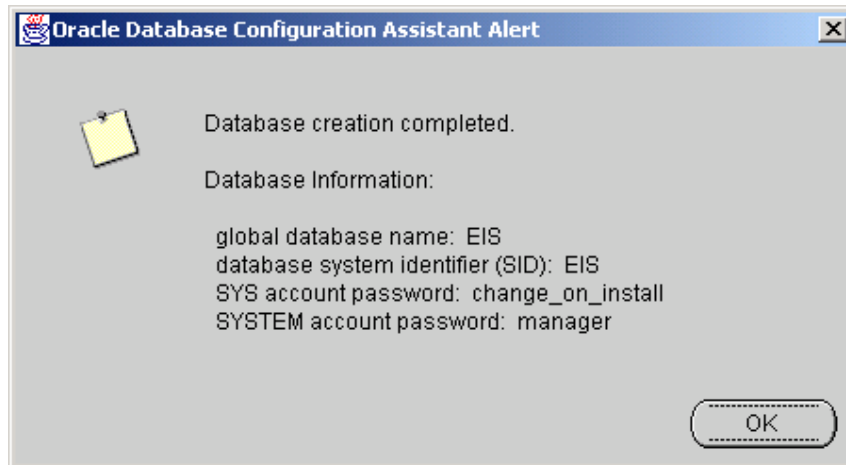 Oracle Database Configuration Assistant Alert
Database creation completed.
Database Information:
global database name: EIS
database system identifier (SID): EIS
SYS account password: change_on_install
SYSTEM account password: manager
OK